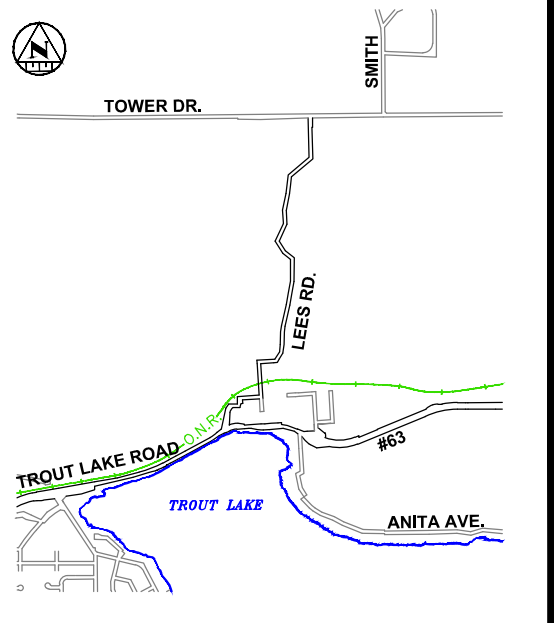 N
SMITH
TOWER DR.
LEES RD.
O.N.R.
TROUT LAKE ROAD
#63
TROUT LAKE
ANITA AVE.